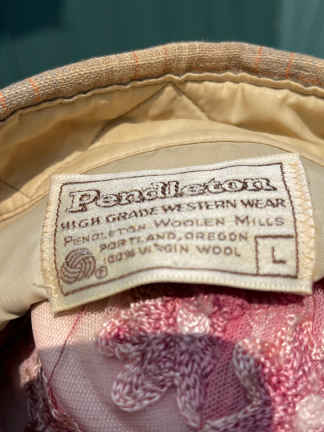 Pendleton
HIGH GRADE WESTERN WEAR
PENDLETON WOOLEN MILLS
PORTLAND, OREGON
100% VIRGIN WOOL
®
L